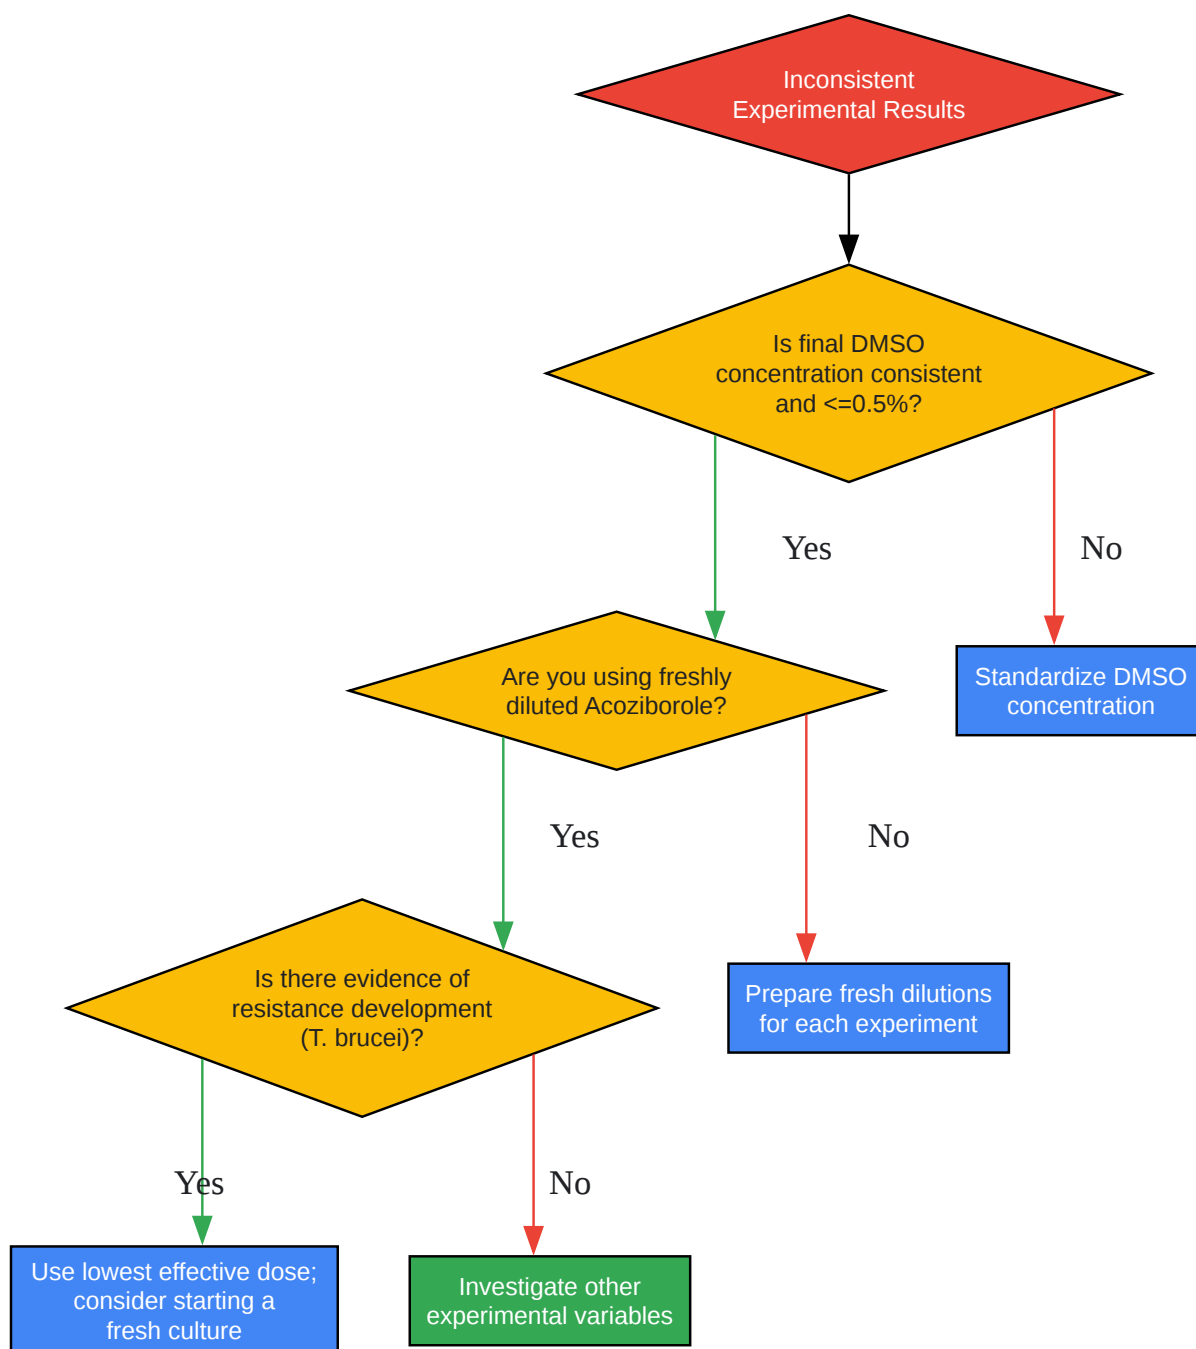 Inconsistent
Experimental Results
Is final DMSO
concentration consistent
and <=0.5%?
Yes
No
Are you using freshly
diluted Acoziborole?
Standardize DMSO
concentration
Yes
No
Is there evidence of
resistance development
(T. brucei)?
Prepare fresh dilutions
for each experiment
Yes
No
Use lowest effective dose;
consider starting a
fresh culture
Investigate other
experimental variables